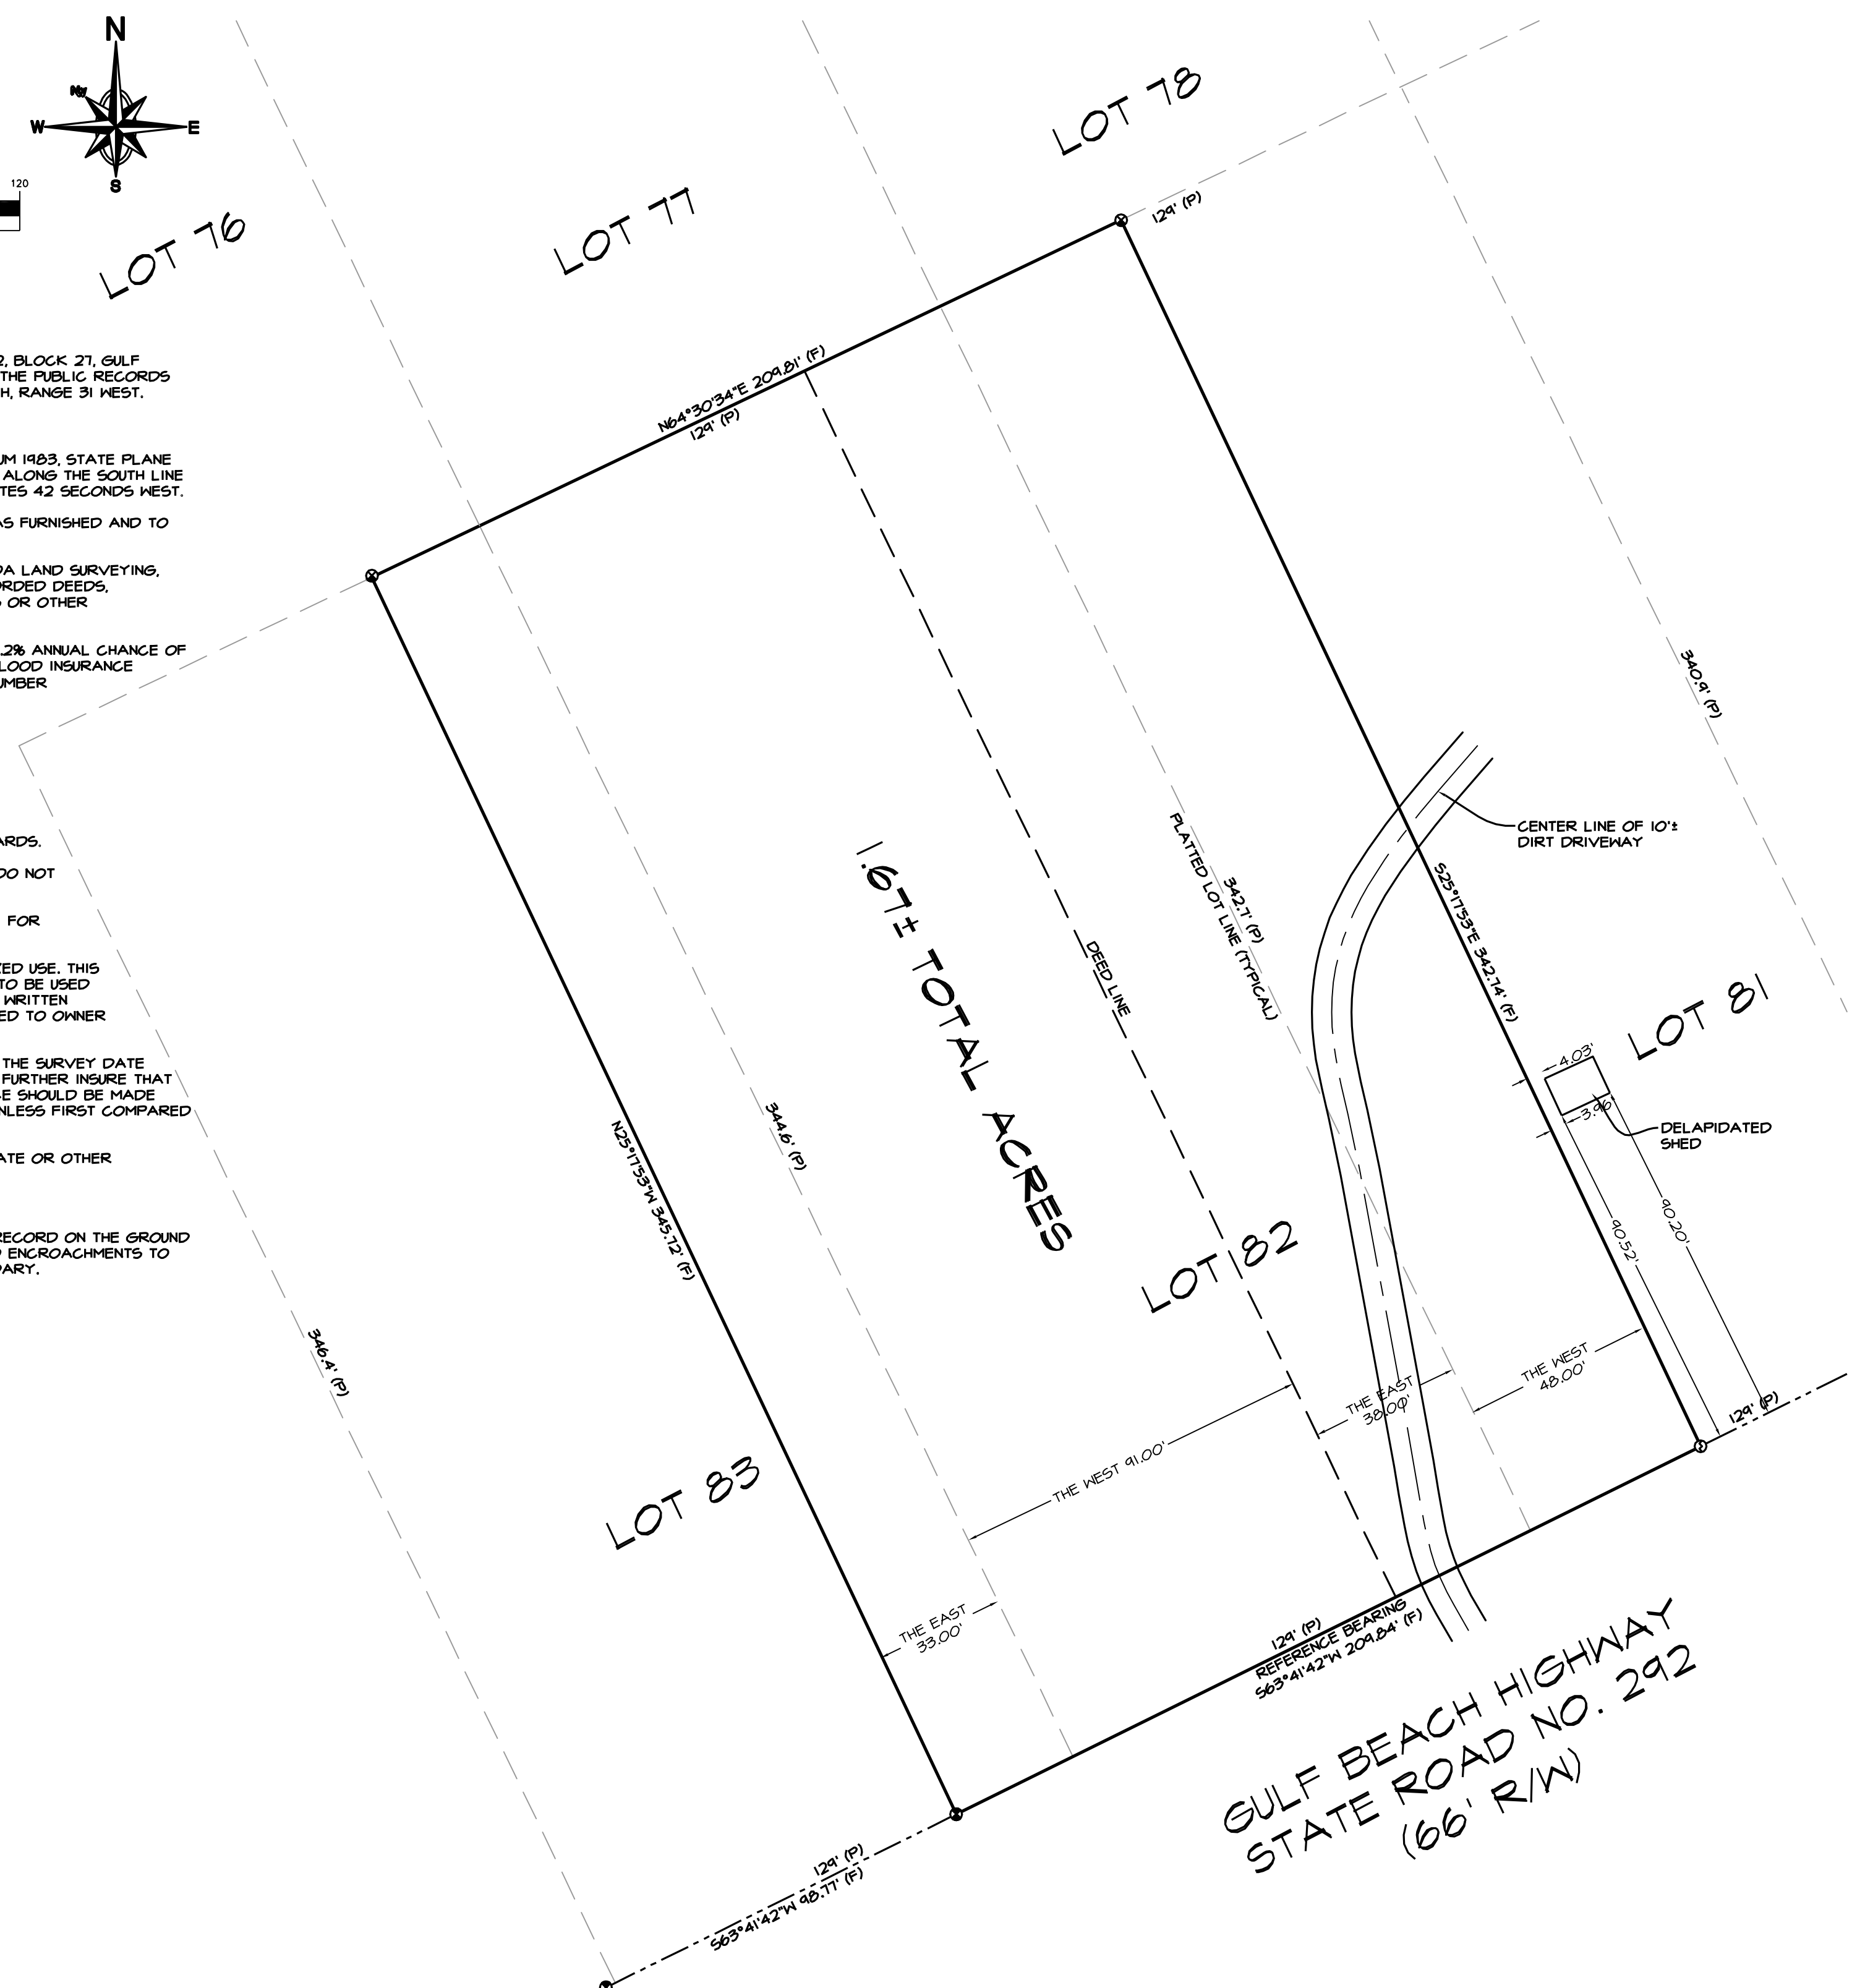 N
NW
W
E
S
120
LOT 76
LOT 77
LOT 78
2, BLOCK 27, GULF
THE PUBLIC RECORDS
H, RANGE 31 WEST.
UM 1983, STATE PLANE
ALONG THE SOUTH LINE
TES 42 SECONDS WEST.
AS FURNISHED AND TO
DA LAND SURVEYING,
ORDED DEEDS,
OR OTHER
.2% ANNUAL CHANCE OF
LOOD INSURANCE
UMBER
ARDS.
DO NOT
FOR
ZED USE. THIS
TO BE USED
WRITTEN
ED TO OWNER
THE SURVEY DATE
FURTHER INSURE THAT
CE SHOULD BE MADE
NLESS FIRST COMPARED
ATE OR OTHER
RECORD ON THE GROUND
ENCROACHMENTS TO
DARY.
129' (P)
N64°30'34"E 209.81' (F)
129' (P)
340.9' (P)
CENTER LINE OF 10'±
DIRT DRIVEWAY
S25°17'53"E 342.74' (F)
342.7' (P)
PLATTED LOT LINE (TYPICAL)
DEED LINE
1.67± TOTAL ACRES
LOT 81
4.03'
3.96'
DELAPIDATED
SHED
90.52'
90.20'
344.6' (P)
N25°17'53"W 345.72' (F)
346.4' (P)
LOT 82
THE WEST
48.00'
THE EAST
38.00'
THE WEST 91.00'
129' (P)
LOT 83
THE EAST
33.00'
129' (P)
REFERENCE BEARING
S63°41'42"W 209.84' (F)
GULF BEACH HIGHWAY
STATE ROAD NO. 292
(66' R/W)
129' (P)
S63°41'42"W 98.77' (F)